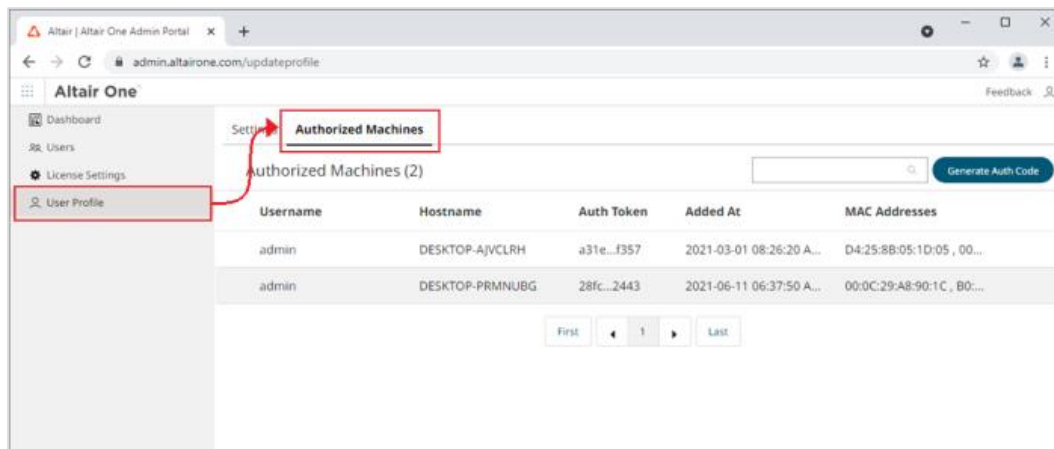 Altair | Altair One Admin Portal
admin.altairone.com/updateprofile
Altair One
Feedback
Dashboard
Users
License Settings
User Profile
Settings Authorized Machines
Authorized Machines (2)
Generate Auth Code
Username Hostname Auth Token Added At MAC Addresses
admin DESKTOP-AJVCLRH a31e...f357 2021-03-01 08:26:20 A... D4:25:8B:05:1D:05 , 00...
admin DESKTOP-PRMNUBG 28fc...2443 2021-06-11 06:37:50 A... 00:0C:29:A8:90:1C , B0:...
First 1 Last